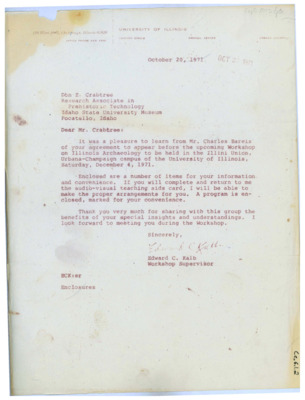 UNIVERSITY OF ILLINOIS
October 22, 1971
Don E. Crabtree
Research Associate in
Prehistoric Technology
Idaho State University Museum
Pocatello, Idaho
Dear Mr. Crabtree:
It was a pleasure to learn from Mr. Charles Bareis
of your agreement to appear before the upcoming Workshop
on Illinois Archaeology to be held in the Illini Union,
Urbana-Champaign campus of the University of Illinois,
Saturday, December 4, 1971.
Enclosed are a number of items for your information
and convenience. If you will complete and return to me
the audio-visual teaching aids card, I will be able to
make the proper arrangements for you. A program is en-
closed, marked for your convenience.
Thank you very much for sharing with this group the
benefits of your special insights and understandings. I
look forward to meeting you during the Workshop.
Sincerely,
Edward C. Kalb
Edward C. Kalb
Workshop Supervisor
ECK:
Enclosures